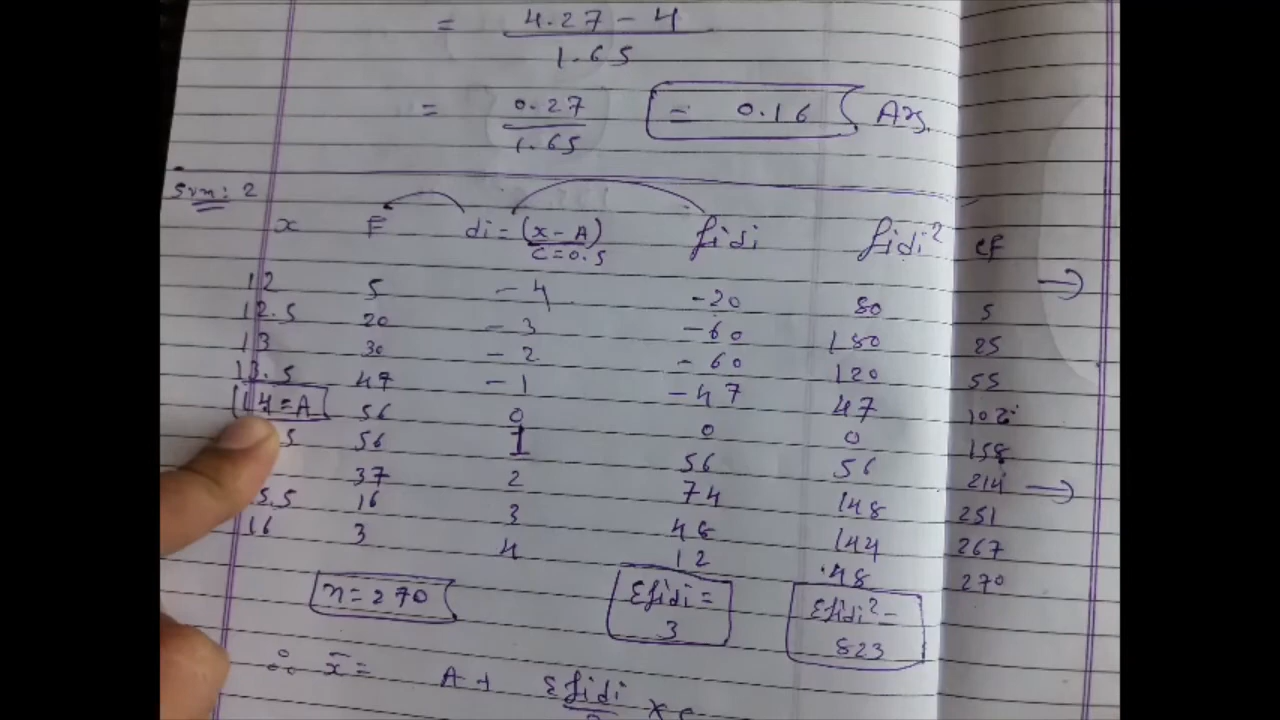 = 4.27 - 4
1.65
= 0.27 = 0.16 Ans.
1.65
Sum: 2
x F di = (x - A) fidi fidi² cF
C = 0.5
12 5 - 4 -20 80 5 →
12.5 20 - 3 -60 180 25
13 30 - 2 - 60 120 55
13.5 47 - 1 - 47 47 102
14 = A 56 0 0 0 158
5 56 1 56 56 214 →
37 2 74 148 251
5.5 16 3 48 144 267
16 3 4 12 48 270
n = 270 Σfidi = 3 Σfidi² = 823
∴ x̄ = A + Σfidi × c